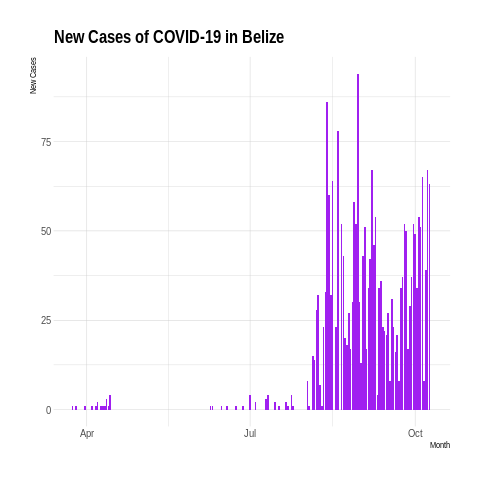 New Cases of COVID-19 in Belize
New Cases
75
50
25
0
Apr
Jul
Oct
Month